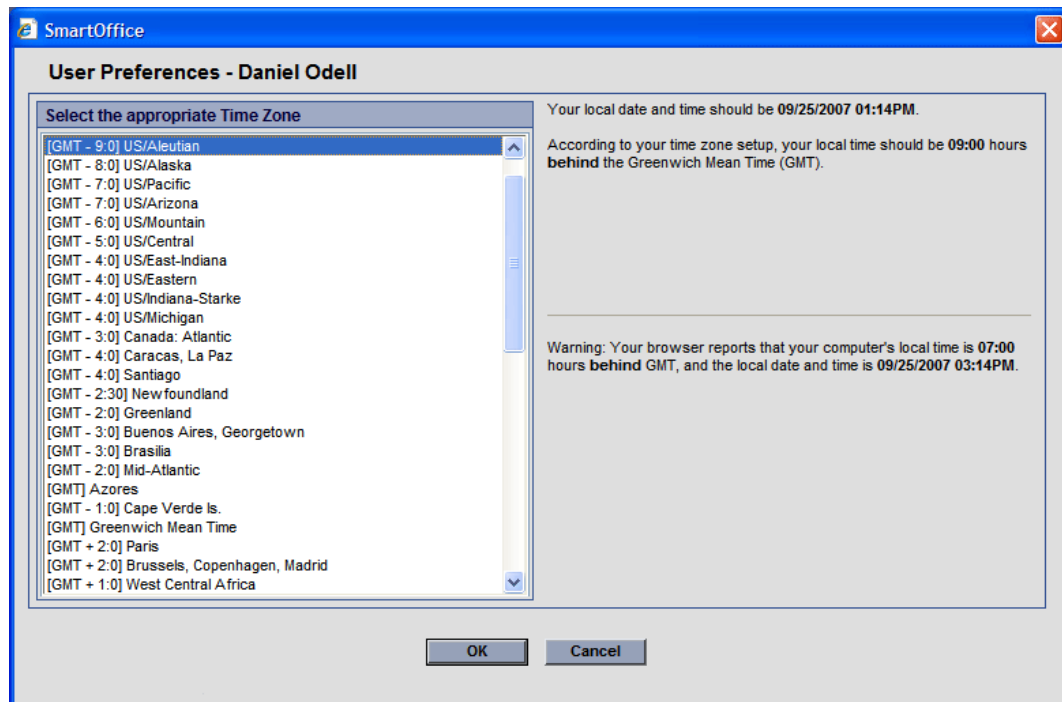 SmartOffice
User Preferences - Daniel Odell
Select the appropriate Time Zone
[GMT - 9:0] US/Aleutian
[GMT - 8:0] US/Alaska
[GMT - 7:0] US/Pacific
[GMT - 7:0] US/Arizona
[GMT - 6:0] US/Mountain
[GMT - 5:0] US/Central
[GMT - 4:0] US/East-Indiana
[GMT - 4:0] US/Eastern
[GMT - 4:0] US/Indiana-Starke
[GMT - 4:0] US/Michigan
[GMT - 3:0] Canada: Atlantic
[GMT - 4:0] Caracas, La Paz
[GMT - 4:0] Santiago
[GMT - 2:30] Newfoundland
[GMT - 2:0] Greenland
[GMT - 3:0] Buenos Aires, Georgetown
[GMT - 3:0] Brasilia
[GMT - 2:0] Mid-Atlantic
[GMT] Azores
[GMT - 1:0] Cape Verde Is.
[GMT] Greenwich Mean Time
[GMT + 2:0] Paris
[GMT + 2:0] Brussels, Copenhagen, Madrid
[GMT + 1:0] West Central Africa
Your local date and time should be 09/25/2007 01:14PM.
According to your time zone setup, your local time should be 09:00 hours
behind the Greenwich Mean Time (GMT).
Warning: Your browser reports that your computer's local time is 07:00
hours behind GMT, and the local date and time is 09/25/2007 03:14PM.
OK
Cancel